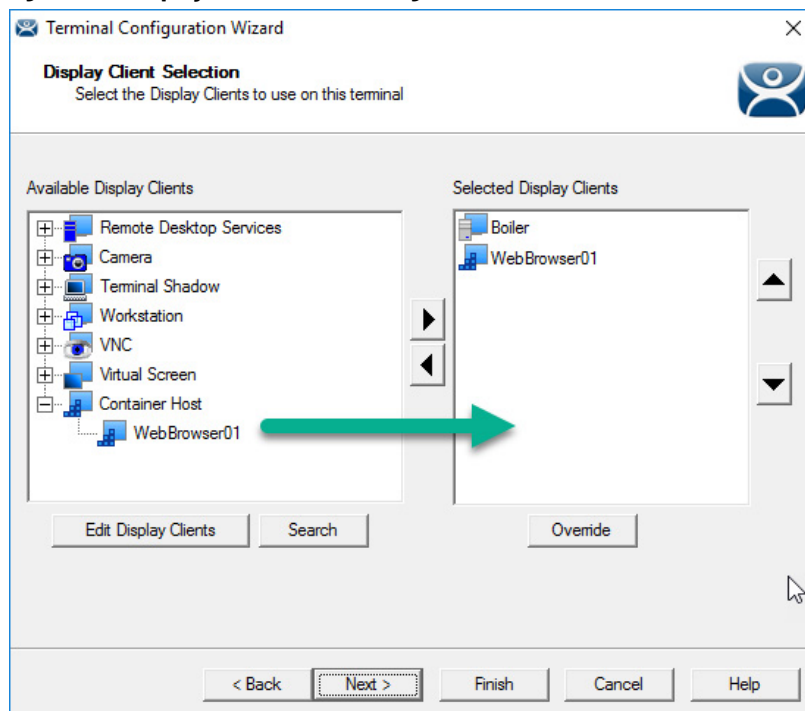 Terminal Configuration Wizard
Display Client Selection
Select the Display Clients to use on this terminal
Available Display Clients
Remote Desktop Services
Camera
Terminal Shadow
Workstation
VNC
Virtual Screen
Container Host
WebBrowser01
Edit Display Clients Search
Selected Display Clients
Boiler
WebBrowser01
Override
< Back Next > Finish Cancel Help